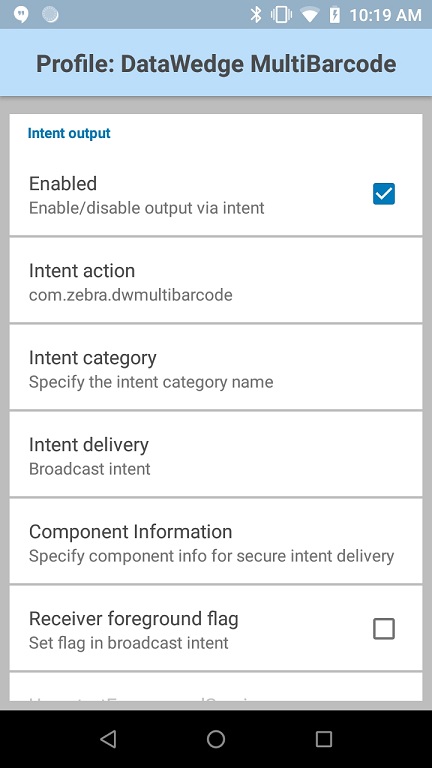 10:19 AM
Profile: DataWedge MultiBarcode
Intent output
Enabled
Enable/disable output via intent
Intent action
com.zebra.dwmultibarcode
Intent category
Specify the intent category name
Intent delivery
Broadcast intent
Component Information
Specify component info for secure intent delivery
Receiver foreground flag
Set flag in broadcast intent